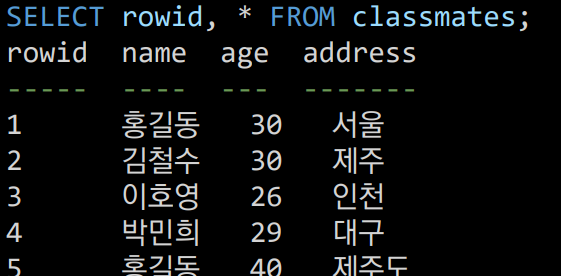 SELECT rowid, * FROM classmates;
rowid name age address
----- ---- --- -------
1 홍길동 30 서울
2 김철수 30 제주
3 이호영 26 인천
4 박민희 29 대구
5 홍길동 40 제주도